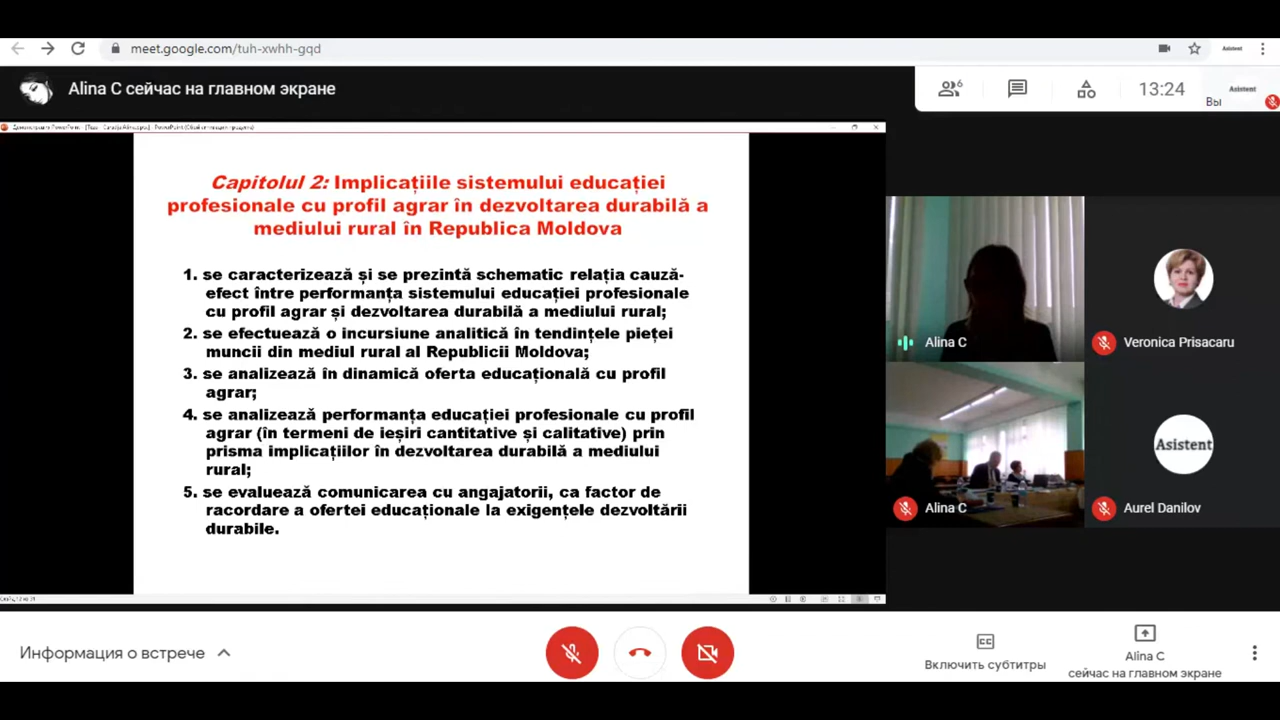 meet.google.com/tuh-xwhh-gqd
Asistent
Alina C сейчас на главном экране
6
13:24
Asistent
Вы
Capitolul 2: Implicațiile sistemului educației
profesionale cu profil agrar în dezvoltarea durabilă a
mediului rural în Republica Moldova
1. se caracterizează și se prezintă schematic relația cauză-
efect între performanța sistemului educației profesionale
cu profil agrar și dezvoltarea durabilă a mediului rural;
2. se efectuează o incursiune analitică în tendințele pieței
muncii din mediul rural al Republicii Moldova;
3. se analizează în dinamică oferta educațională cu profil
agrar;
4. se analizează performanța educației profesionale cu profil
agrar (în termeni de ieșiri cantitative și calitative) prin
prisma implicațiilor în dezvoltarea durabilă a mediului
rural;
5. se evaluează comunicarea cu angajatorii, ca factor de
racordare a ofertei educaționale la exigențele dezvoltării
durabile.
Alina C
Veronica Prisacaru
Asistent
Alina C
Aurel Danilov
Информация о встрече
Включить субтитры
Alina C
сейчас на главном экране